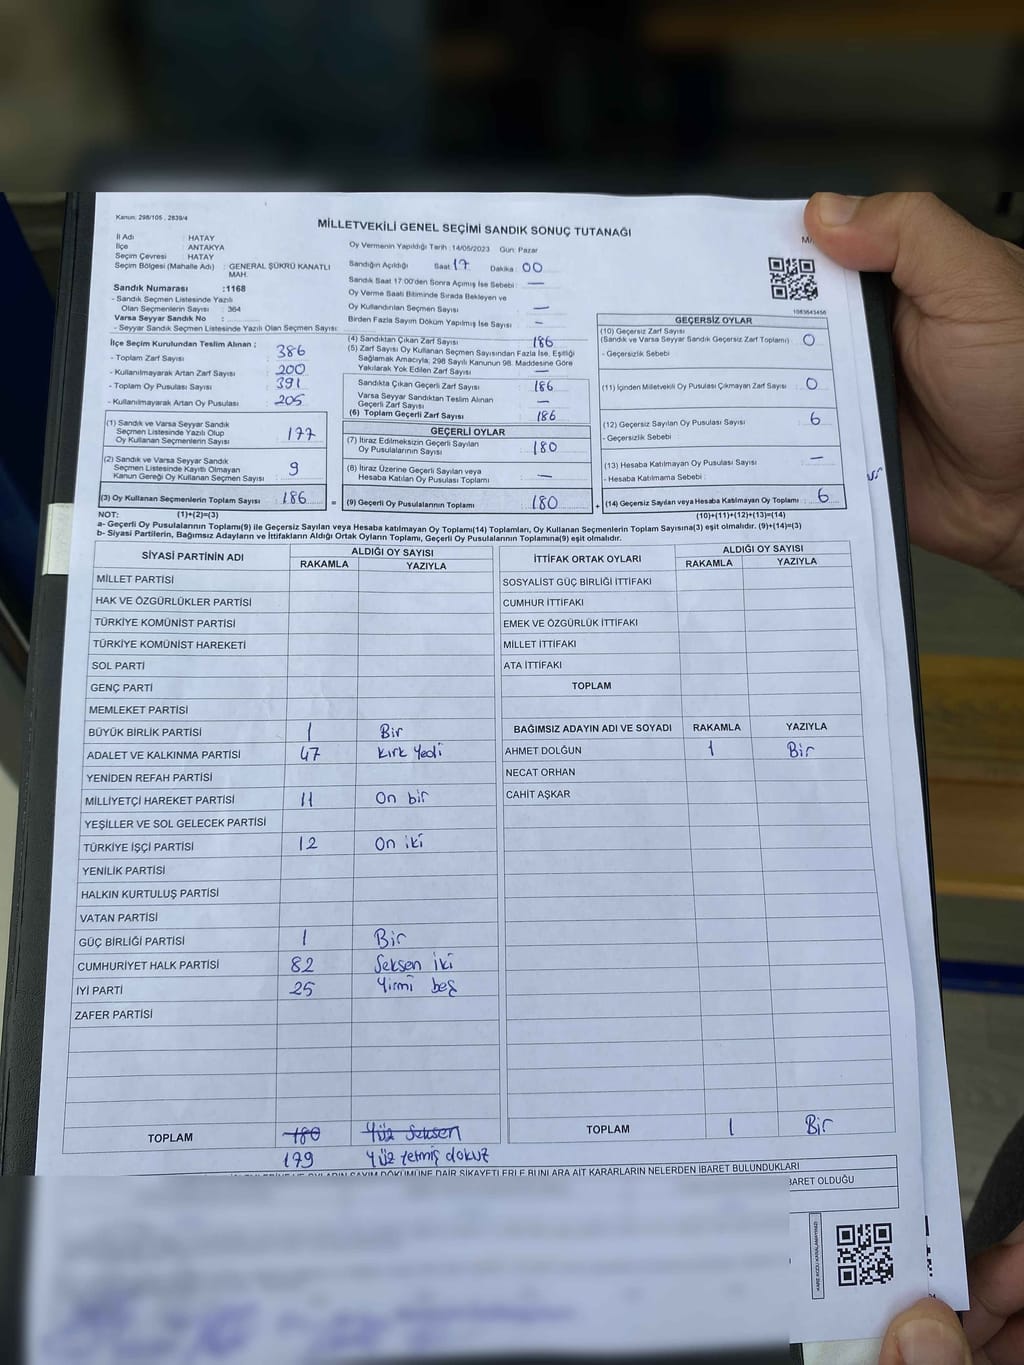 Kanun: 298/105 , 2839/4
MİLLETVEKİLİ GENEL SEÇİMİ SANDIK SONUÇ TUTANAĞI
İl Adı : HATAY
İlçe : ANTAKYA
Seçim Çevresi : HATAY
Seçim Bölgesi (Mahalle Adı) : GENERAL ŞÜKRÜ KANATLI MAH.
Sandık Numarası :1168
- Sandık Seçmen Listesinde Yazılı
Olan Seçmenlerin Sayısı : 364
Varsa Seyyar Sandık No :
- Seyyar Sandık Seçmen Listesinde Yazılı Olan Seçmen Sayısı:
İlçe Seçim Kurulundan Teslim Alınan ;
- Toplam Zarf Sayısı : 386
- Kullanılmayarak Artan Zarf Sayısı : 200
- Toplam Oy Pusulası Sayısı : 391
- Kullanılmayarak Artan Oy Pusulası : 205
(1) Sandık ve Varsa Seyyar Sandık
Seçmen Listesinde Yazılı Olup
Oy Kullanan Seçmenlerin Sayısı : 177
(2) Sandık ve Varsa Seyyar Sandık
Seçmen Listesinde Kayıtlı Olmayan
Kanun Gereği Oy Kullanan Seçmen Sayısı : 9
(3) Oy Kullanan Seçmenlerin Toplam Sayısı : 186
Oy Vermenin Yapıldığı Tarih :14/05/2023 Gün: Pazar
Sandığın Açıldığı Saat 17 Dakika 00
Sandık Saat 17:00'den Sonra Açımış İse Sebebi : —
Oy Verme Saati Bitiminde Sırada Bekleyen ve
Oy Kullandırılan Seçmen Sayısı : —
Birden Fazla Sayım Döküm Yapılmış İse Sayısı : -
(4) Sandıktan Çıkan Zarf Sayısı : 186
(5) Zarf Sayısı Oy Kullanan Seçmen Sayısından Fazla İse, Eşitliği
Sağlamak Amacıyla; 298 Sayılı Kanunun 98. Maddesine Göre
Yakılarak Yok Edilen Zarf Sayısı : —
Sandıkta Çıkan Geçerli Zarf Sayısı : 186
Varsa Seyyar Sandıktan Teslim Alınan
Geçerli Zarf Sayısı : —
(6) Toplam Geçerli Zarf Sayısı : 186
GEÇERLİ OYLAR
(7) İtiraz Edilmeksizin Geçerli Sayılan
Oy Pusulalarının Sayısı : 180
(8) İtiraz Üzerine Geçerli Sayılan veya
Hesaba Katılan Oy Pusulası Toplamı : —
= (9) Geçerli Oy Pusulalarının Toplamı : 180
1083643456
GEÇERSİZ OYLAR
(10) Geçersiz Zarf Sayısı
(Sandık ve Varsa Seyyar Sandık Geçersiz Zarf Toplamı) : 0
- Geçersizlik Sebebi :
(11) İçinden Milletvekili Oy Pusulası Çıkmayan Zarf Sayısı : 0
(12) Geçersiz Sayılan Oy Pusulası Sayısı : 6
- Geçersizlik Sebebi :
(13) Hesaba Katılmayan Oy Pusulası Sayısı : —
- Hesaba Katılmama Sebebi :
+ (14) Geçersiz Sayılan veya Hesaba Katılmayan Oy Toplamı : 6
NOT: (1)+(2)=(3) (10)+(11)+(12)+(13)=(14)
a- Geçerli Oy Pusulalarının Toplamı(9) ile Geçersiz Sayılan veya Hesaba katılmayan Oy Toplamı(14) Toplamları, Oy Kullanan Seçmenlerin Toplam Sayısına(3) eşit olmalıdır. (9)+(14)=(3)
b- Siyasi Partilerin, Bağımsız Adayların ve İttifakların Aldığı Ortak Oyların Toplamı, Geçerli Oy Pusulalarının Toplamına(9) eşit olmalıdır.
SİYASİ PARTİNİN ADI ALDIĞI OY SAYISI
RAKAMLA YAZIYLA
MİLLET PARTİSİ
HAK VE ÖZGÜRLÜKLER PARTİSİ
TÜRKİYE KOMÜNİST PARTİSİ
TÜRKİYE KOMÜNİST HAREKETİ
SOL PARTİ
GENÇ PARTİ
MEMLEKET PARTİSİ
BÜYÜK BİRLİK PARTİSİ 1 Bir
ADALET VE KALKINMA PARTİSİ 47 Kırk Yedi
YENİDEN REFAH PARTİSİ
MİLLİYETÇİ HAREKET PARTİSİ 11 On bir
YEŞİLLER VE SOL GELECEK PARTİSİ
TÜRKİYE İŞÇİ PARTİSİ 12 On iki
YENİLİK PARTİSİ
HALKIN KURTULUŞ PARTİSİ
VATAN PARTİSİ
GÜÇ BİRLİĞİ PARTİSİ 1 Bir
CUMHURİYET HALK PARTİSİ 82 Seksen iki
İYİ PARTİ 25 Yirmi beş
ZAFER PARTİSİ
TOPLAM 180 Yüz Seksen
179 Yüz Yetmiş dokuz
İTTİFAK ORTAK OYLARI ALDIĞI OY SAYISI
RAKAMLA YAZIYLA
SOSYALİST GÜÇ BİRLİĞİ İTTİFAKI
CUMHUR İTTİFAKI
EMEK VE ÖZGÜRLÜK İTTİFAKI
MİLLET İTTİFAKI
ATA İTTİFAKI
TOPLAM
BAĞIMSIZ ADAYIN ADI VE SOYADI RAKAMLA YAZIYLA
AHMET DOLĞUN 1 Bir
NECAT ORHAN
CAHİT AŞKAR
TOPLAM 1 Bir
DÖKÜMÜNE DAİR ŞİKAYETLERLE BUNLARA AİT KARARLARIN NELERDEN İBARET BULUNDUKLARI
BARET OLDUĞU
KARE KODU KARALAMAYINIZ!